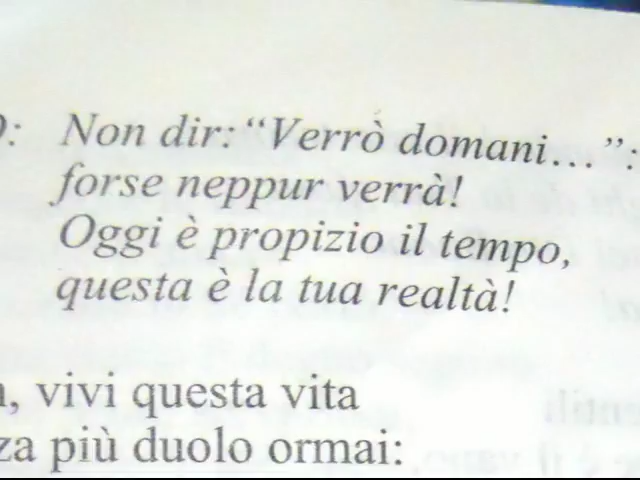 : Non dir: "Verrò domani...":
forse neppur verrà!
Oggi è propizio il tempo,
questa è la tua realtà!
, vivi questa vita
za più duolo ormai: